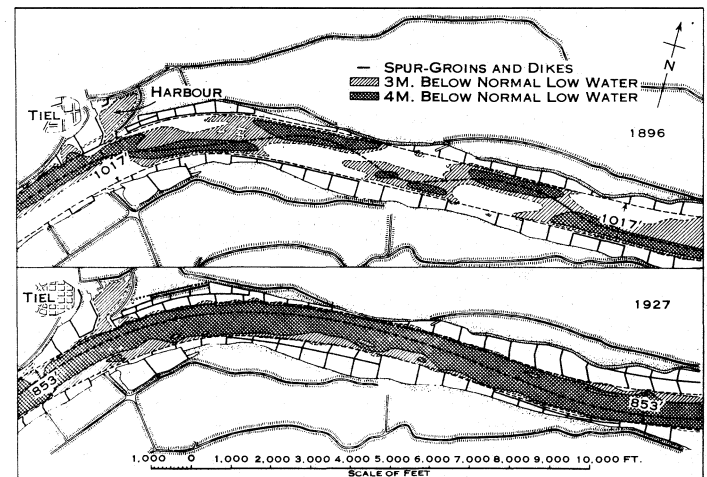 HARBOUR
TIEL
SPUR-GROINS AND DIKES
3M. BELOW NORMAL LOW WATER
4M. BELOW NORMAL LOW WATER
N
1896
1017'
1017'
TIEL
1927
853'
853'
1,000 0 1,000 2,000 3,000 4,000 5,000 6,000 7,000 8,000 9,000 10,000 FT.
SCALE OF FEET